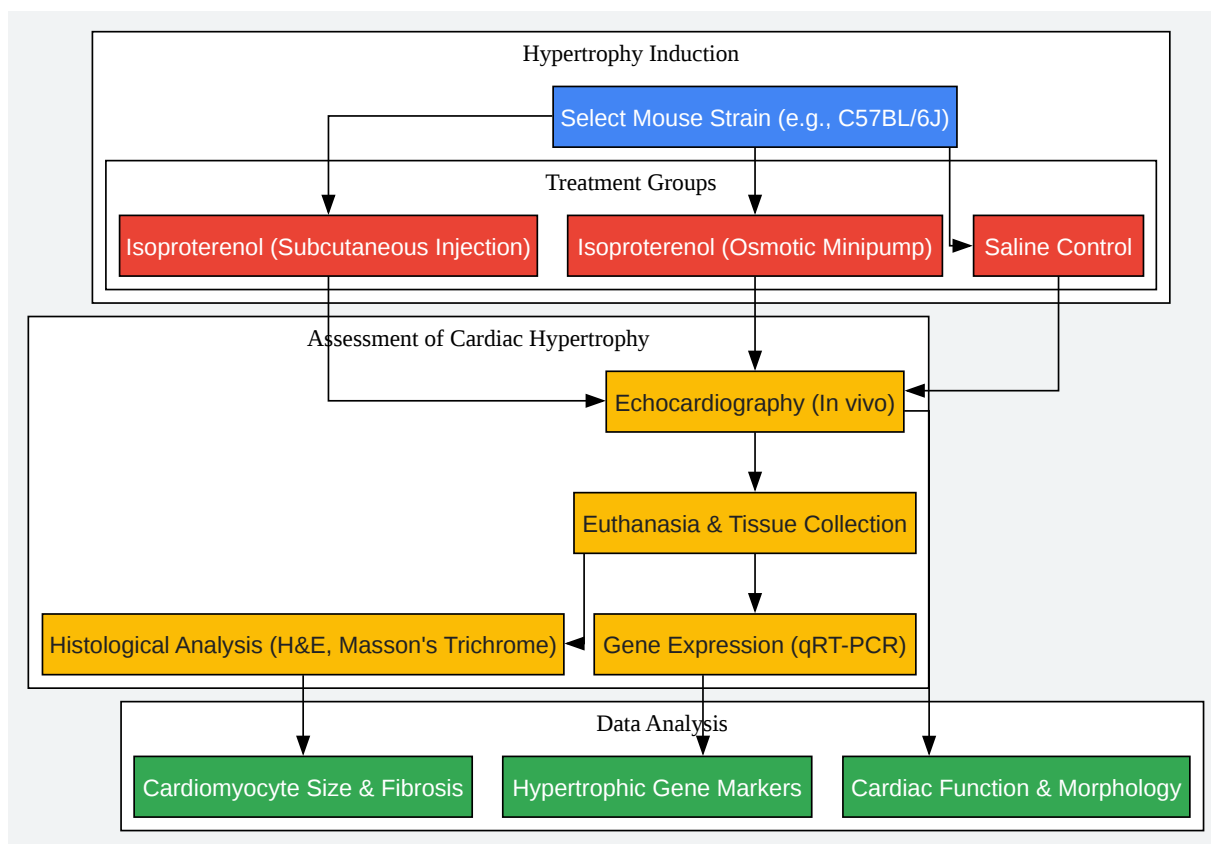 Hypertrophy Induction
Select Mouse Strain (e.g., C57BL/6J)
Treatment Groups
Isoproterenol (Subcutaneous Injection)
Isoproterenol (Osmotic Minipump)
Saline Control
Assessment of Cardiac Hypertrophy
Echocardiography (In vivo)
Euthanasia & Tissue Collection
Histological Analysis (H&E, Masson's Trichrome)
Gene Expression (qRT-PCR)
Data Analysis
Cardiomyocyte Size & Fibrosis
Hypertrophic Gene Markers
Cardiac Function & Morphology